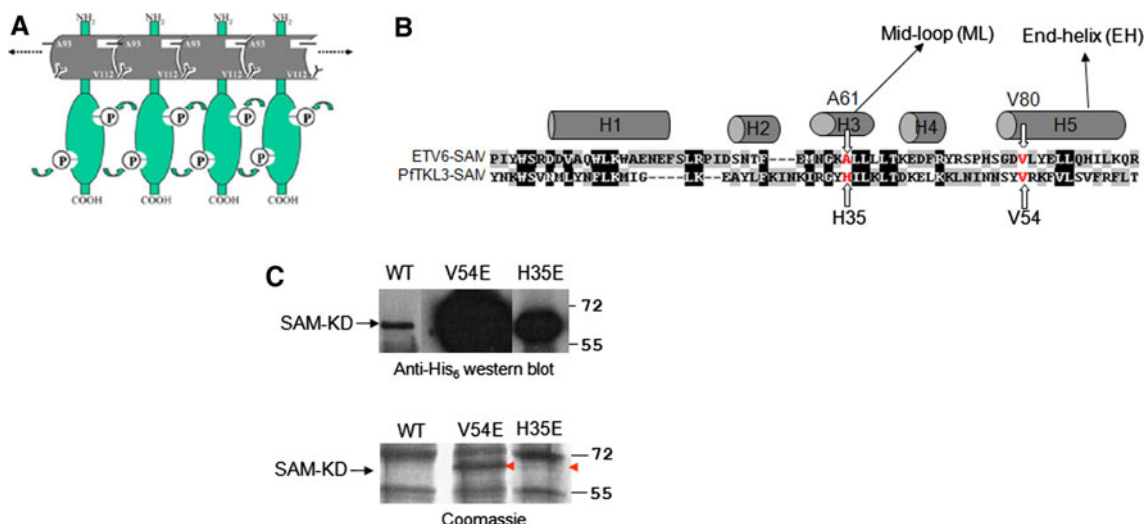 A
B
C
NH2 NH2 NH2 NH2
A93 A93 A93 A93
V112 V112 V112 V112
P P P P
P P P P
COOH COOH COOH COOH
Mid-loop (ML)
End-helix (EH)
A61 V80
H1 H2 H3 H4 H5
ETV6-SAM PIYWSRDDVAQWLKWAENEFSLRPIDSNTF---EMNGKALLLLTKEDFRYRSPHSGDVLYELLQHILKQR
PfTKL3-SAM YNKWSVNMLYNFLKMIG----LK--EAYLFKINKIRGYHILKLTDKELKKLNINNSYVRKFVLSVFRFLT
H35 V54
WT V54E H35E
72
SAM-KD
55
Anti-His6 western blot
WT V54E H35E
72
SAM-KD
55
Coomassie